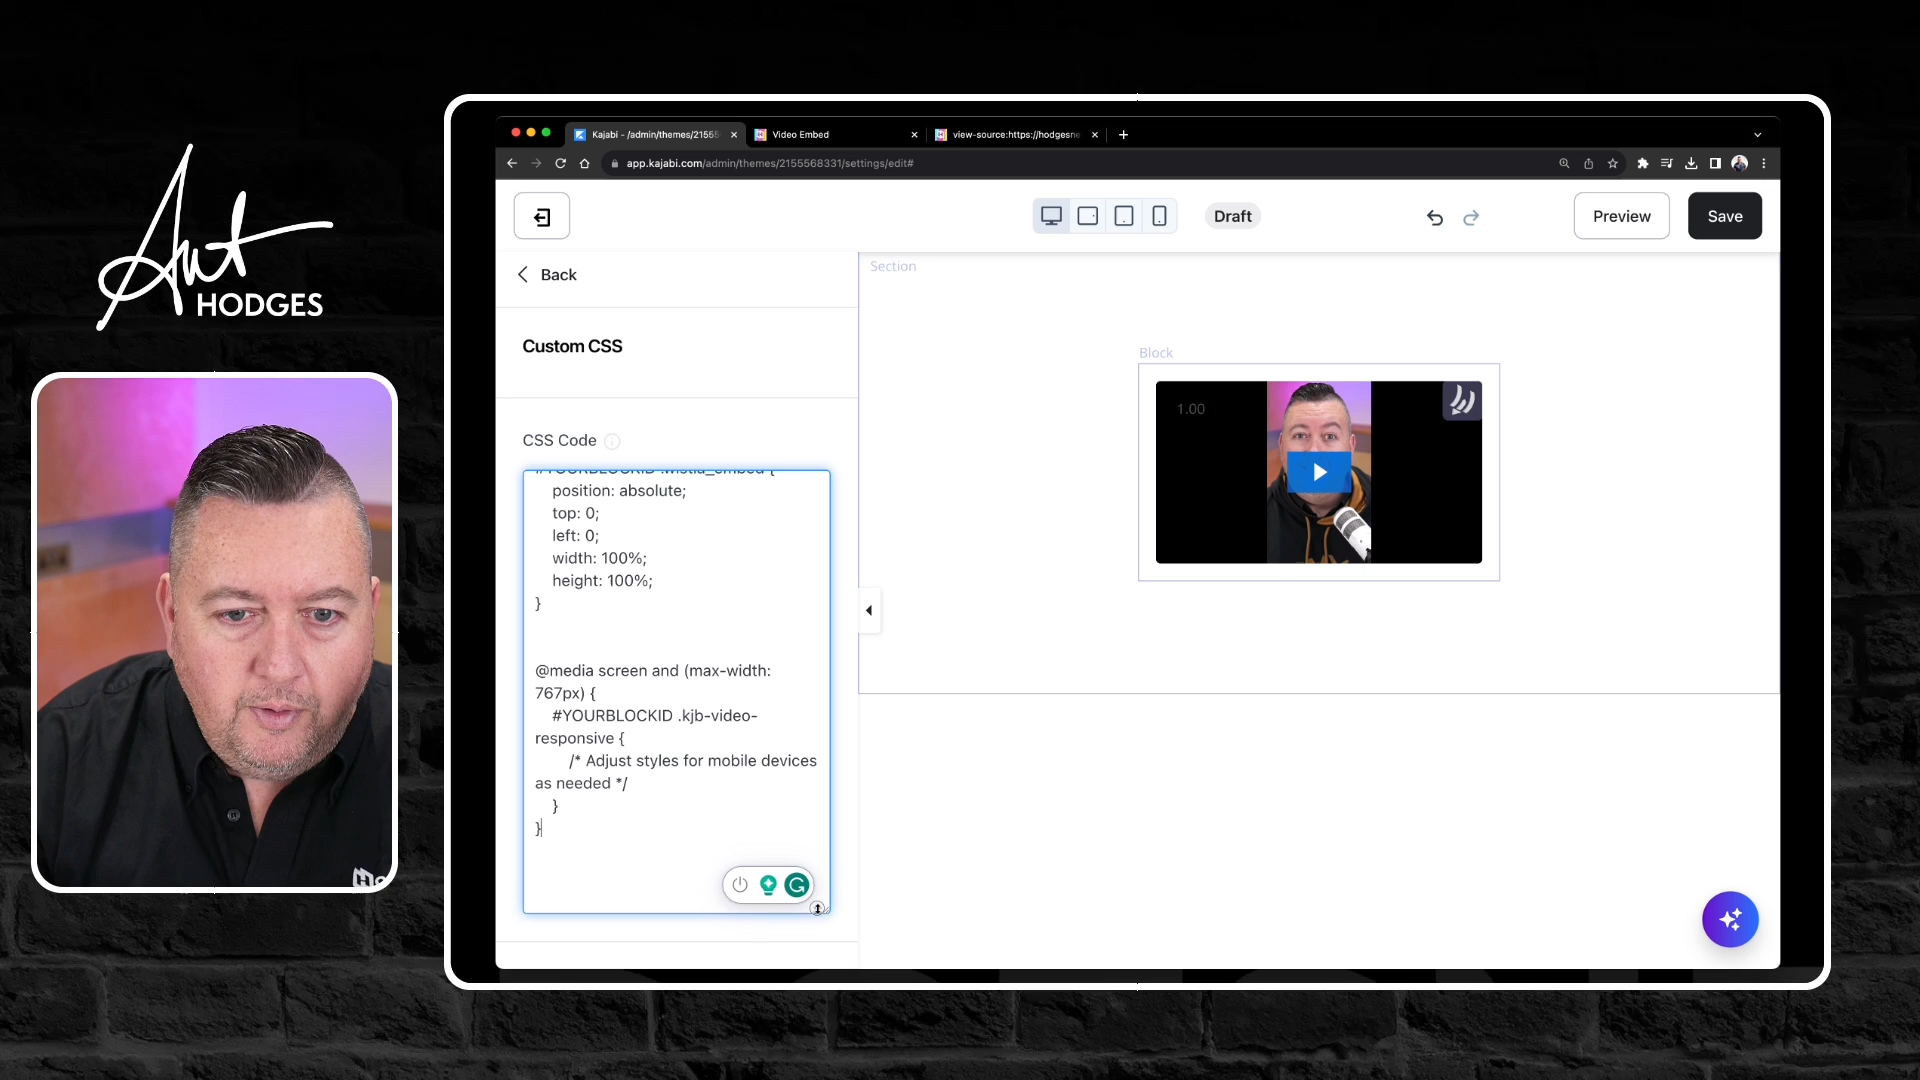 Ant
HODGES
Kajabi - /admin/themes/21555
Video Embed
view-source:https://hodgesne
app.kajabi.com/admin/themes/2155568331/settings/edit#
Draft
Preview
Save
Back
Section
Custom CSS
Block
1.00
CSS Code
#YOURBLOCKID .wistia_embed {
position: absolute;
top: 0;
left: 0;
width: 100%;
height: 100%;
}
@media screen and (max-width:
767px) {
#YOURBLOCKID .kjb-video-
responsive {
/* Adjust styles for mobile devices
as needed */
}
}